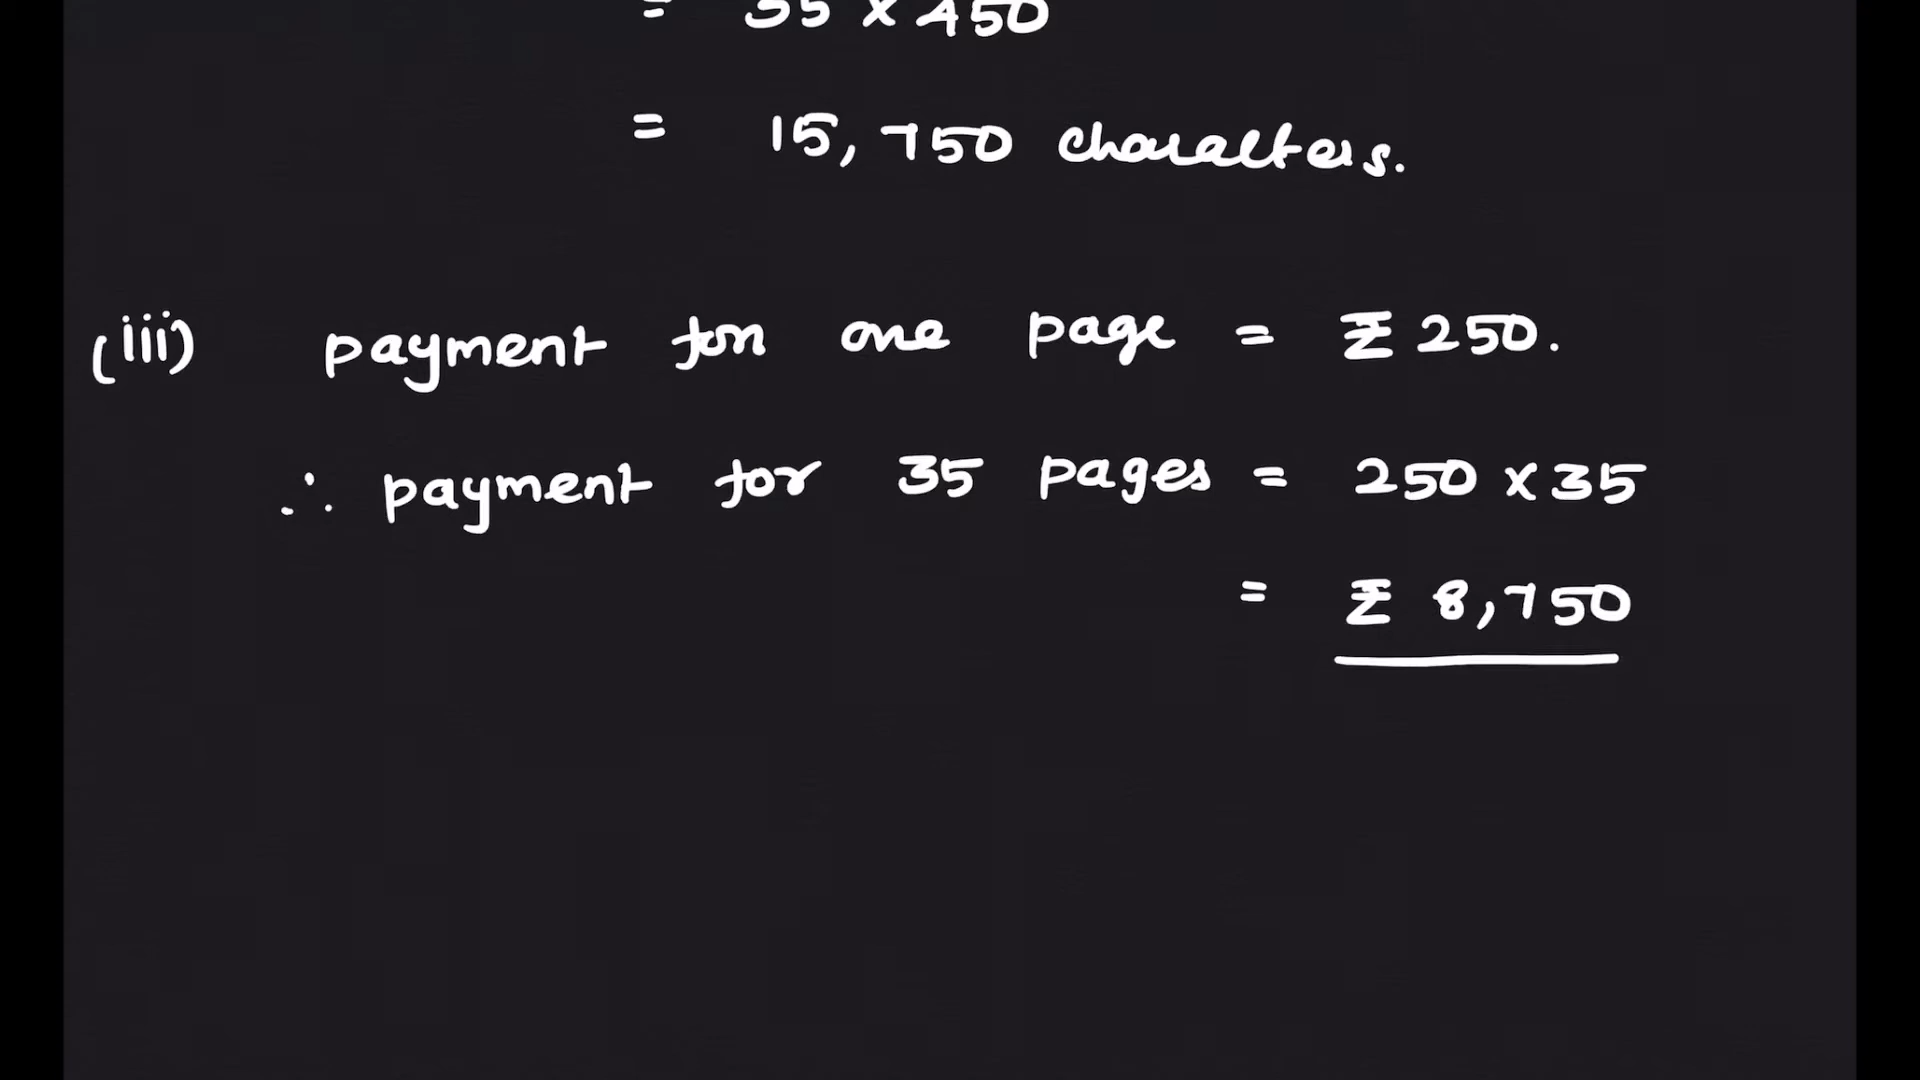 = 35 × 450
= 15,750 characters.
(iii) payment for one page = ₹ 250.
∴ payment for 35 pages = 250 × 35
= ₹ 8,750